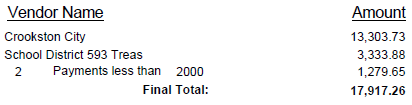 Vendor Name Amount
Crookston City 13,303.73
School District 593 Treas 3,333.88
2 Payments less than 2000 1,279.65
Final Total: 17,917.26